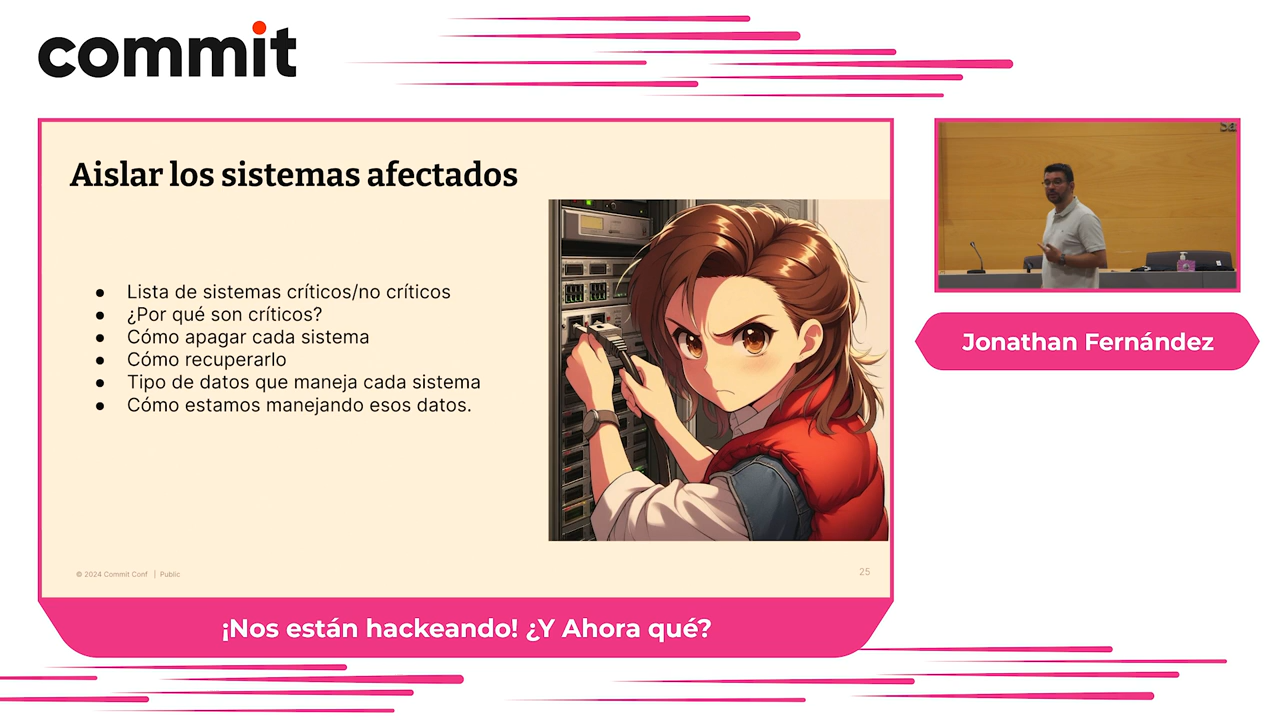 commit
Aislar los sistemas afectados
● Lista de sistemas críticos/no críticos
● ¿Por qué son críticos?
● Cómo apagar cada sistema
● Cómo recuperarlo
● Tipo de datos que maneja cada sistema
● Cómo estamos manejando esos datos.
© 2024 Commit Conf | Public
25
Jonathan Fernández
¡Nos están hackeando! ¿Y Ahora qué?